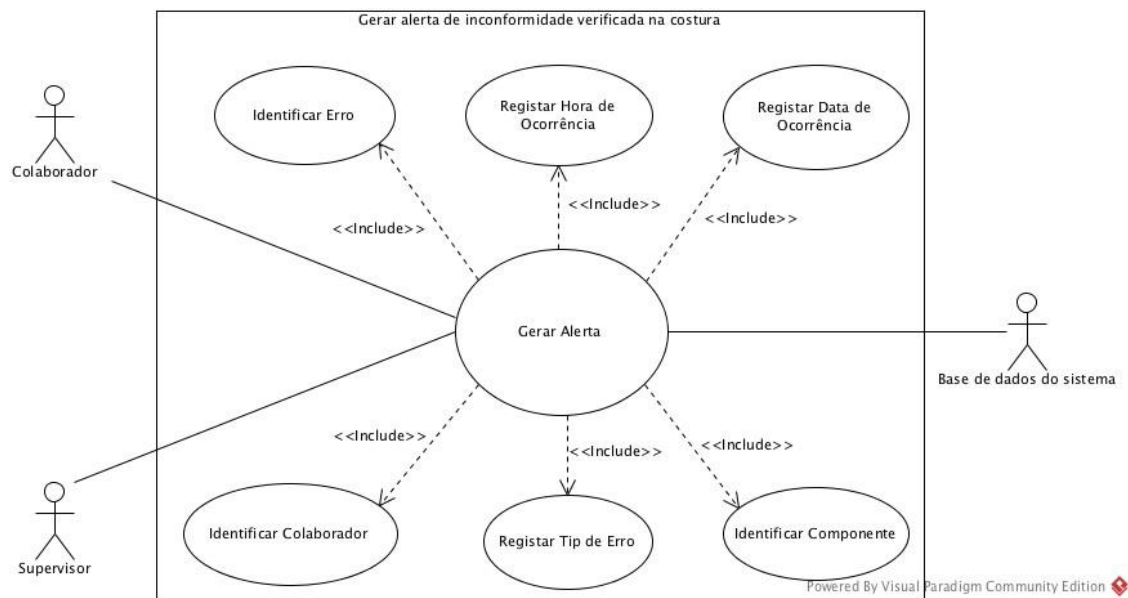 Gerar alerta de inconformidade verificada na costura
Identificar Erro
Registar Hora de
Ocorrência
Registar Data de
Ocorrência
Colaborador
<<Include>>
<<Include>>
<<Include>>
Gerar Alerta
Base de dados do sistema
<<Include>>
<<Include>>
<<Include>>
Identificar Colaborador
Registar Tip de Erro
Identificar Componente
Supervisor
Powered By Visual Paradigm Community Edition